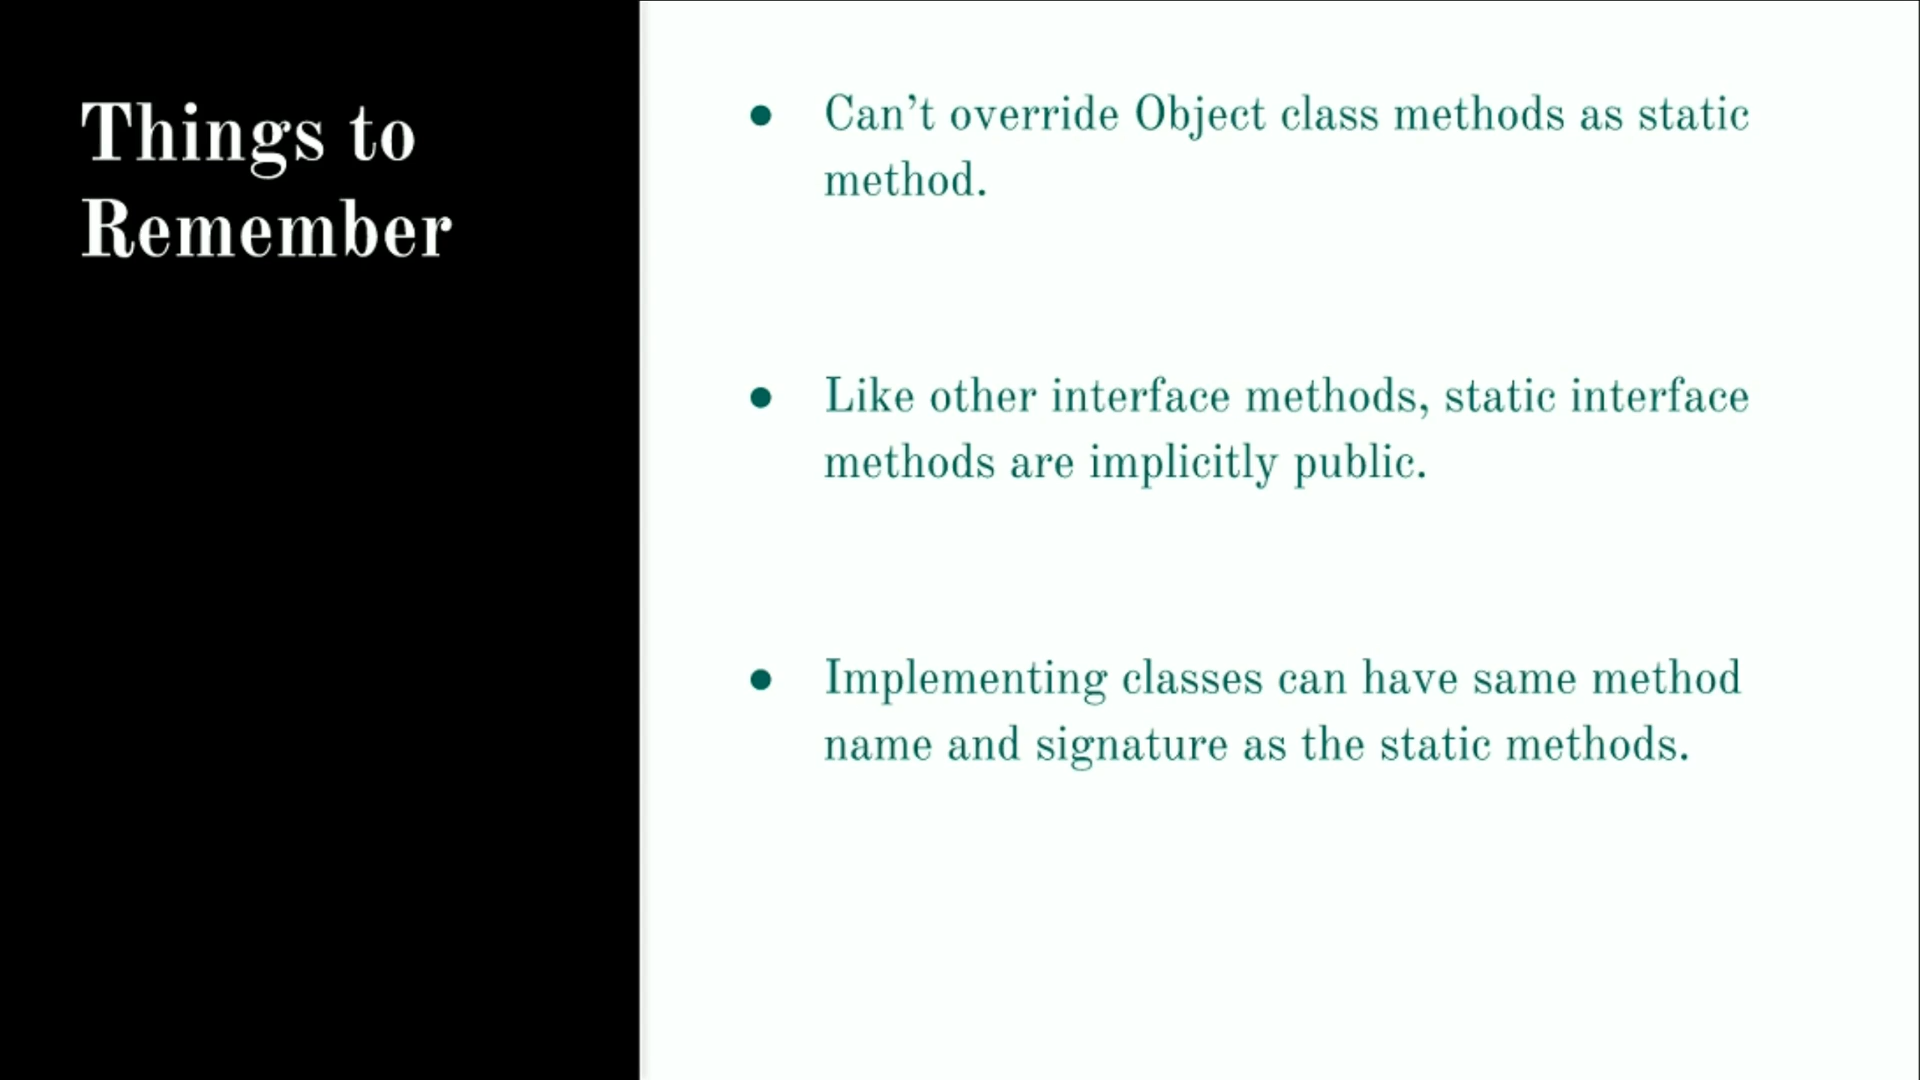 Things to
Remember
● Can’t override Object class methods as static
method.
● Like other interface methods, static interface
methods are implicitly public.
● Implementing classes can have same method
name and signature as the static methods.